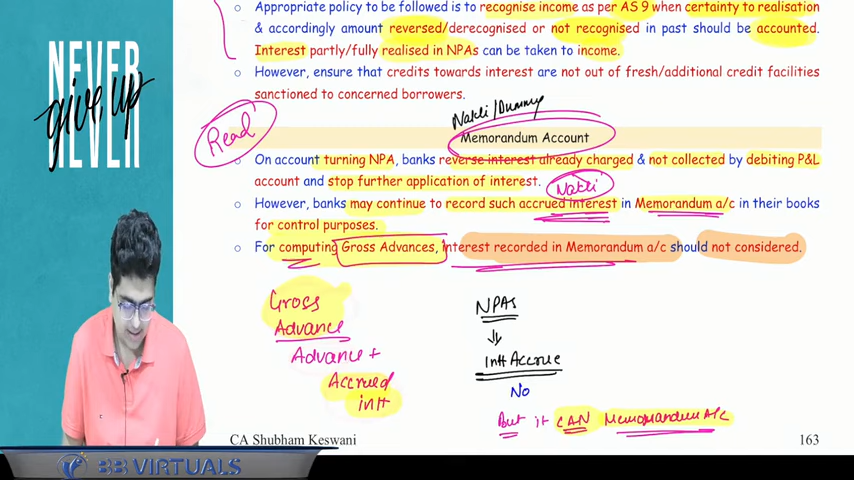 Appropriate policy to be followed is to recognise income as per AS 9 when certainty to realisation
& accordingly amount reversed/derecognised or not recognised in past should be accounted.
Interest partly/fully realised in NPAs can be taken to income.
However, ensure that credits towards interest are not out of fresh/additional credit facilities
sanctioned to concerned borrowers.
NEVER
give up
NEVER
Read
Nakli/Dummy
Memorandum Account
On account turning NPA, banks reverse interest already charged & not collected by debiting P&L
account and stop further application of interest.
Nakli
However, banks may continue to record such accrued interest in Memorandum a/c in their books
for control purposes.
For computing Gross Advances, interest recorded in Memorandum a/c should not considered.
Gross
Advance
Advance +
Accrued
intt
NPAs
Intt Accrue
No
But it CAN Memorandum A/c
CA Shubham Keswani
163
BB VIRTUALS